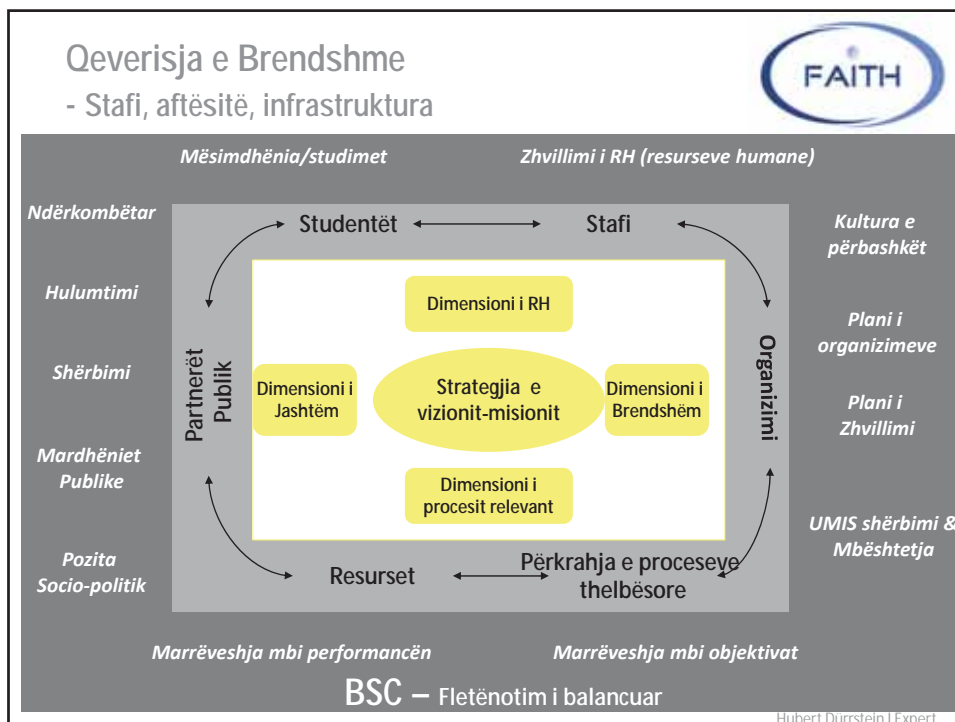 Qeverisja e Brendshme
- Stafi, aftësitë, infrastruktura
FAITH
Mësimdhënia/studimet
Zhvillimi i RH (resurseve humane)
Ndërkombëtar
Hulumtimi
Shërbimi
Mardhëniet
Publike
Pozita
Socio-politik
Studentët
Stafi
Partnerët
Publik
Organizimi
Dimensioni i RH
Dimensioni i
Jashtëm
Strategjia e
vizionit-misionit
Dimensioni i
Brendshëm
Dimensioni i
procesit relevant
Resurset
Përkrahja e proceseve
thelbësore
Kultura e
përbashkët
Plani i
organizimeve
Plani i
Zhvillimi
UMIS shërbimi &
Mbështetja
Marrëveshja mbi performancën
Marrëveshja mbi objektivat
BSC – Fletënotim i balancuar
Hubert Dürrstein | Expert